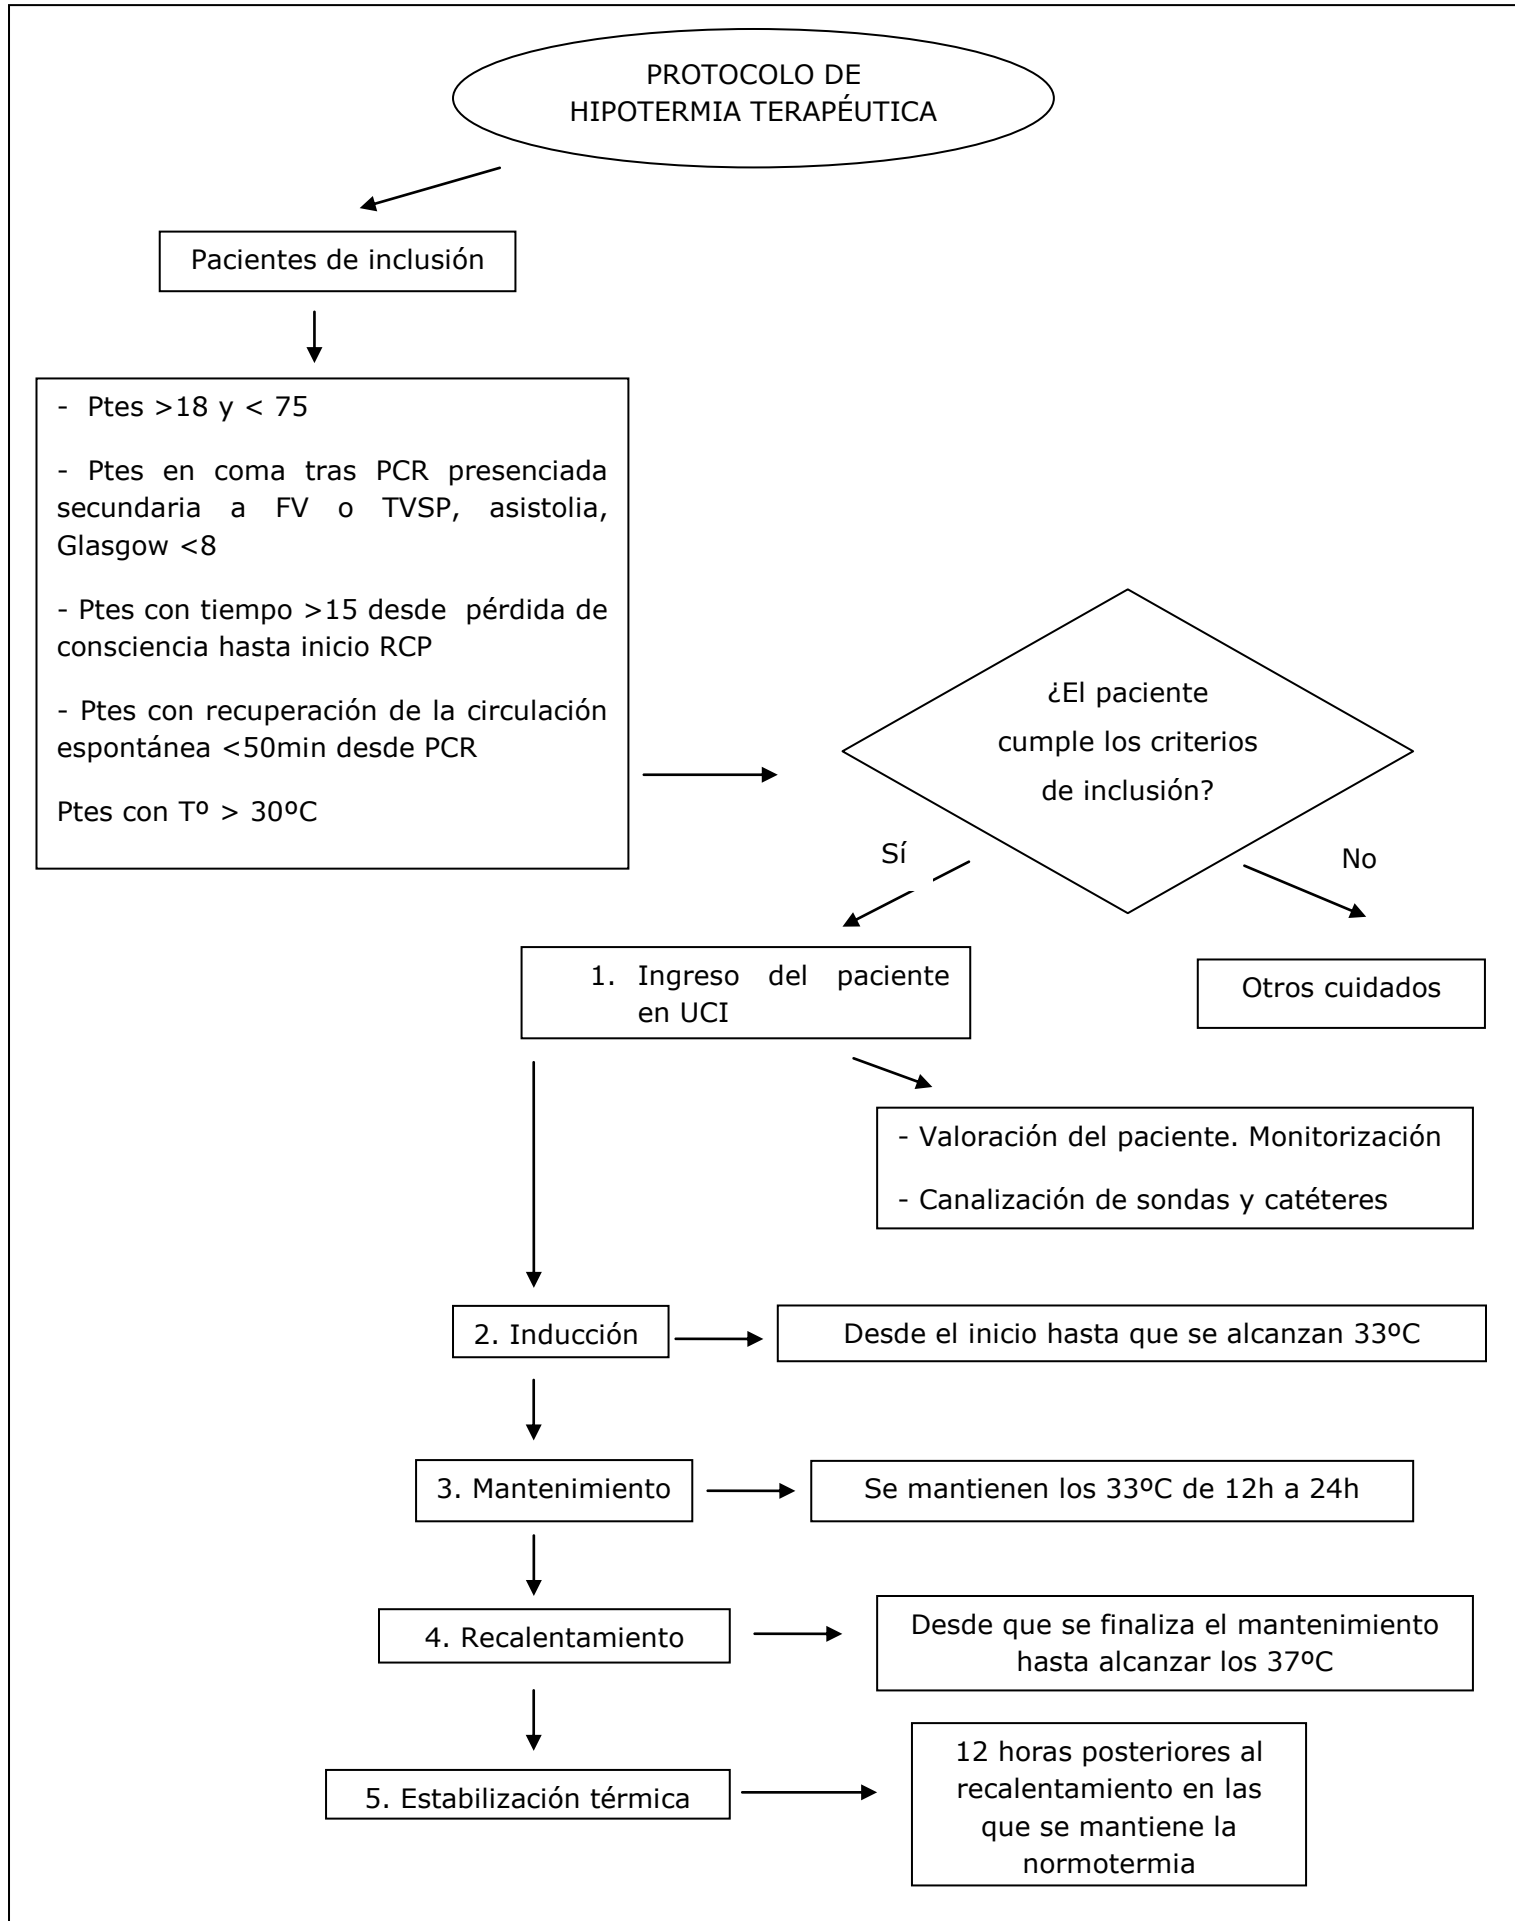 PROTOCOLO DE
HIPOTERMIA TERAPÉUTICA
Pacientes de inclusión
- Ptes >18 y < 75
- Ptes en coma tras PCR presenciada
secundaria a FV o TVSP, asistolia,
Glasgow <8
- Ptes con tiempo >15 desde pérdida de
consciencia hasta inicio RCP
- Ptes con recuperación de la circulación
espontánea <50min desde PCR
Ptes con Tº > 30ºC
¿El paciente
cumple los criterios
de inclusión?
Sí
No
1. Ingreso del paciente
en UCI
Otros cuidados
- Valoración del paciente. Monitorización
- Canalización de sondas y catéteres
2. Inducción
Desde el inicio hasta que se alcanzan 33ºC
3. Mantenimiento
Se mantienen los 33ºC de 12h a 24h
4. Recalentamiento
Desde que se finaliza el mantenimiento
hasta alcanzar los 37ºC
5. Estabilización térmica
12 horas posteriores al
recalentamiento en las
que se mantiene la
normotermia